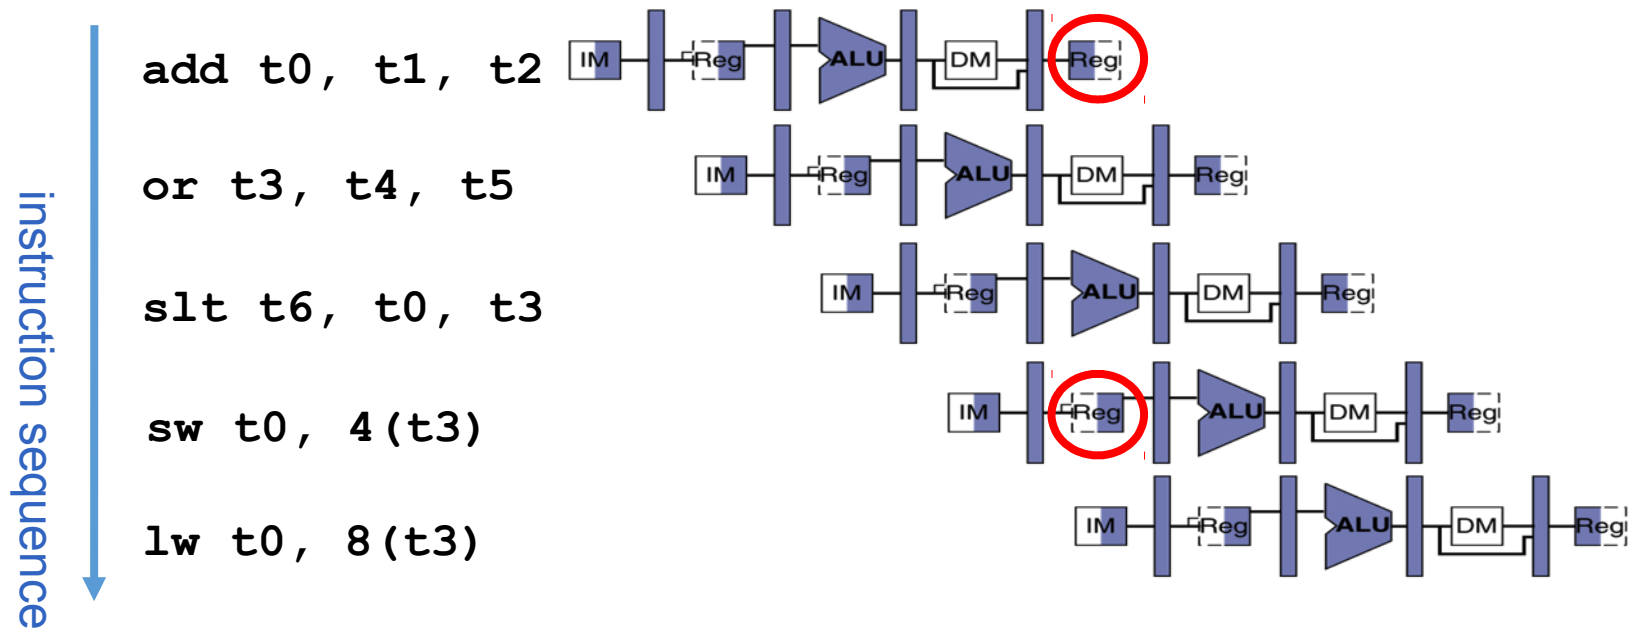 instruction sequence
add t0, t1, t2 IM Reg ALU DM Reg
or t3, t4, t5 IM Reg ALU DM Reg
slt t6, t0, t3 IM Reg ALU DM Reg
sw t0, 4(t3) IM Reg ALU DM Reg
lw t0, 8(t3) IM Reg ALU DM Reg